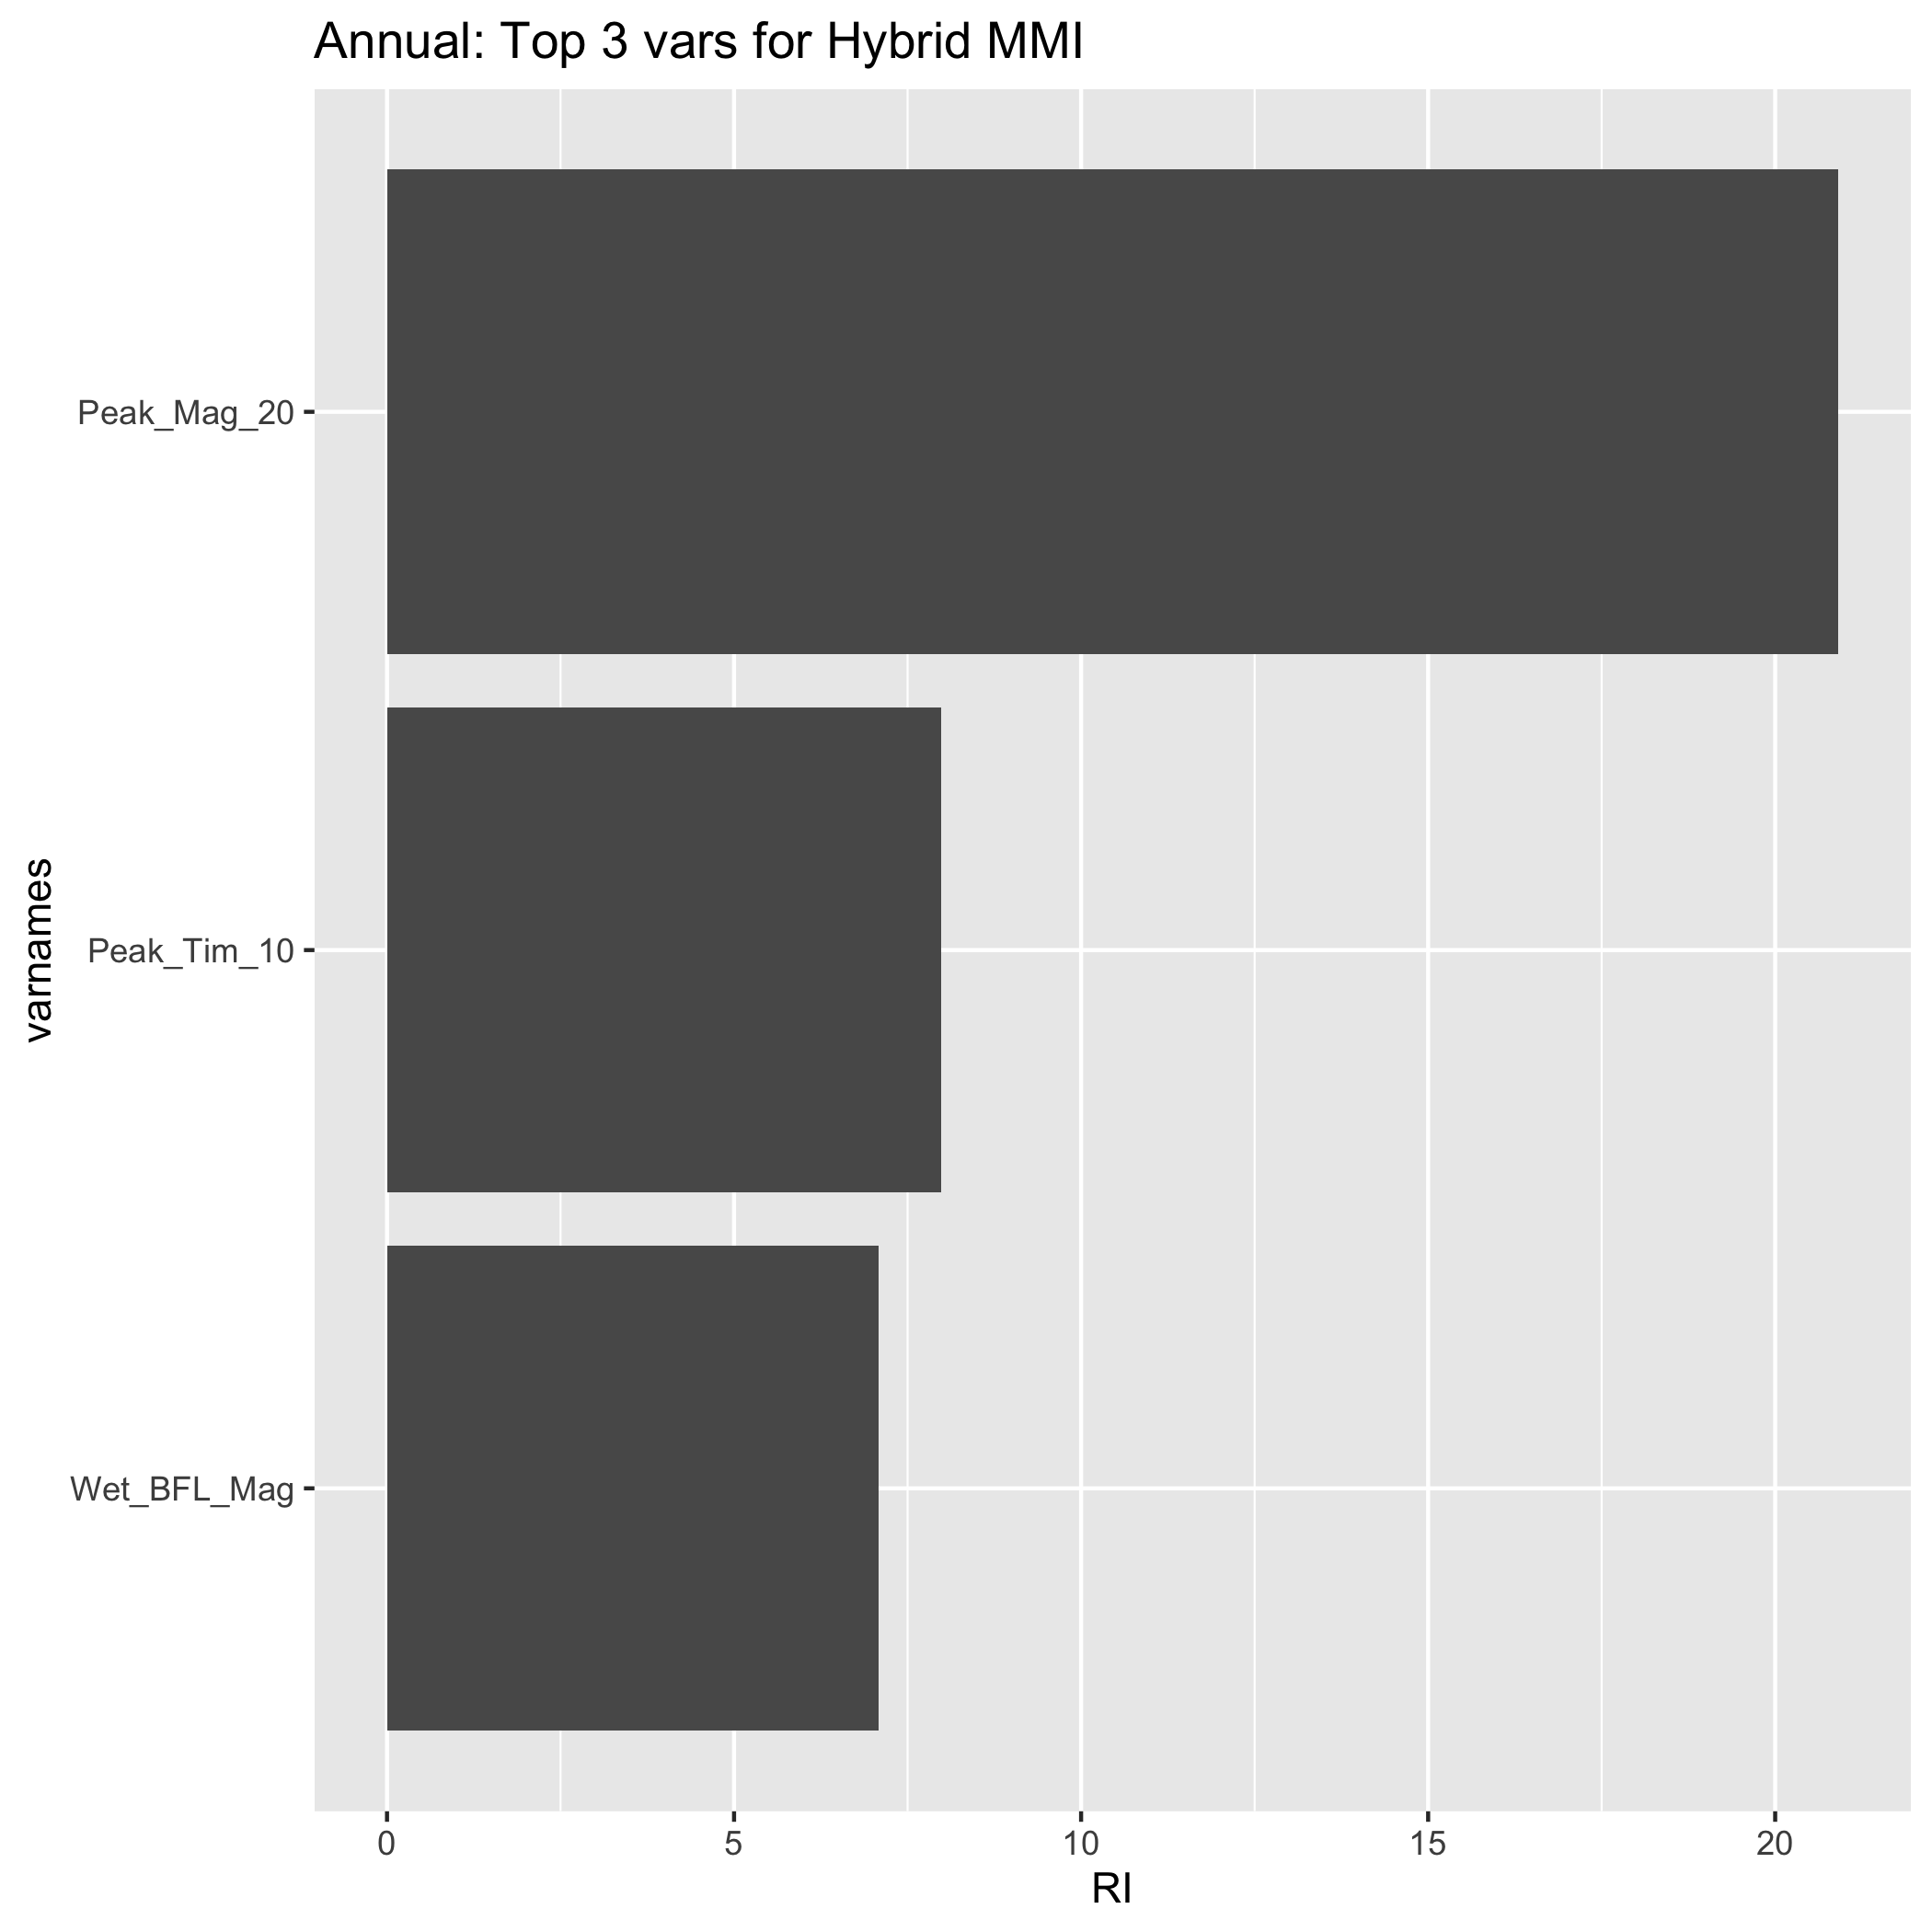 Annual: Top 3 vars for Hybrid MMI
varnames
Peak_Mag_20
Peak_Tim_10
Wet_BFL_Mag
0 5 10 15 20
RI